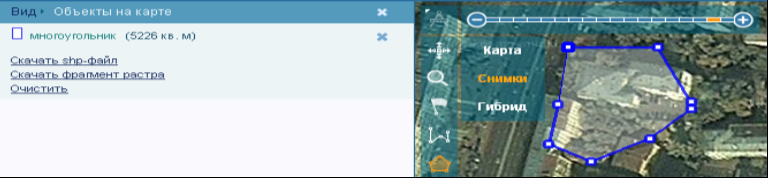 Вид Объекты на карте
многоугольник (5226 кв. м)
Скачать shp-файл
Скачать фрагмент растра
Очистить
Карта
Снимки
Гибрид